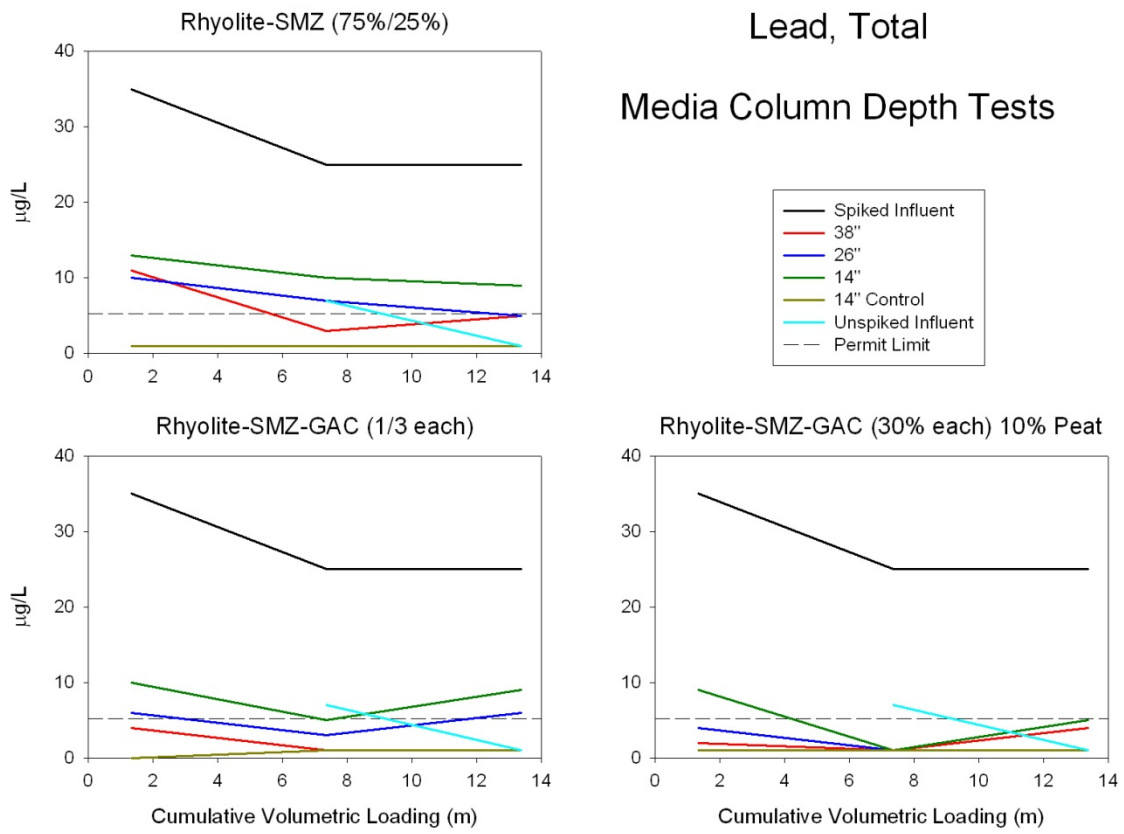 Rhyolite-SMZ (75%/25%)
Lead, Total
Media Column Depth Tests
40
30
20
10
0
μg/L
0 2 4 6 8 10 12 14
Spiked Influent
38"
26"
14"
14" Control
Unspiked Influent
Permit Limit
Rhyolite-SMZ-GAC (1/3 each)
40
30
20
10
0
μg/L
0 2 4 6 8 10 12 14
Cumulative Volumetric Loading (m)
Rhyolite-SMZ-GAC (30% each) 10% Peat
40
30
20
10
0
0 2 4 6 8 10 12 14
Cumulative Volumetric Loading (m)